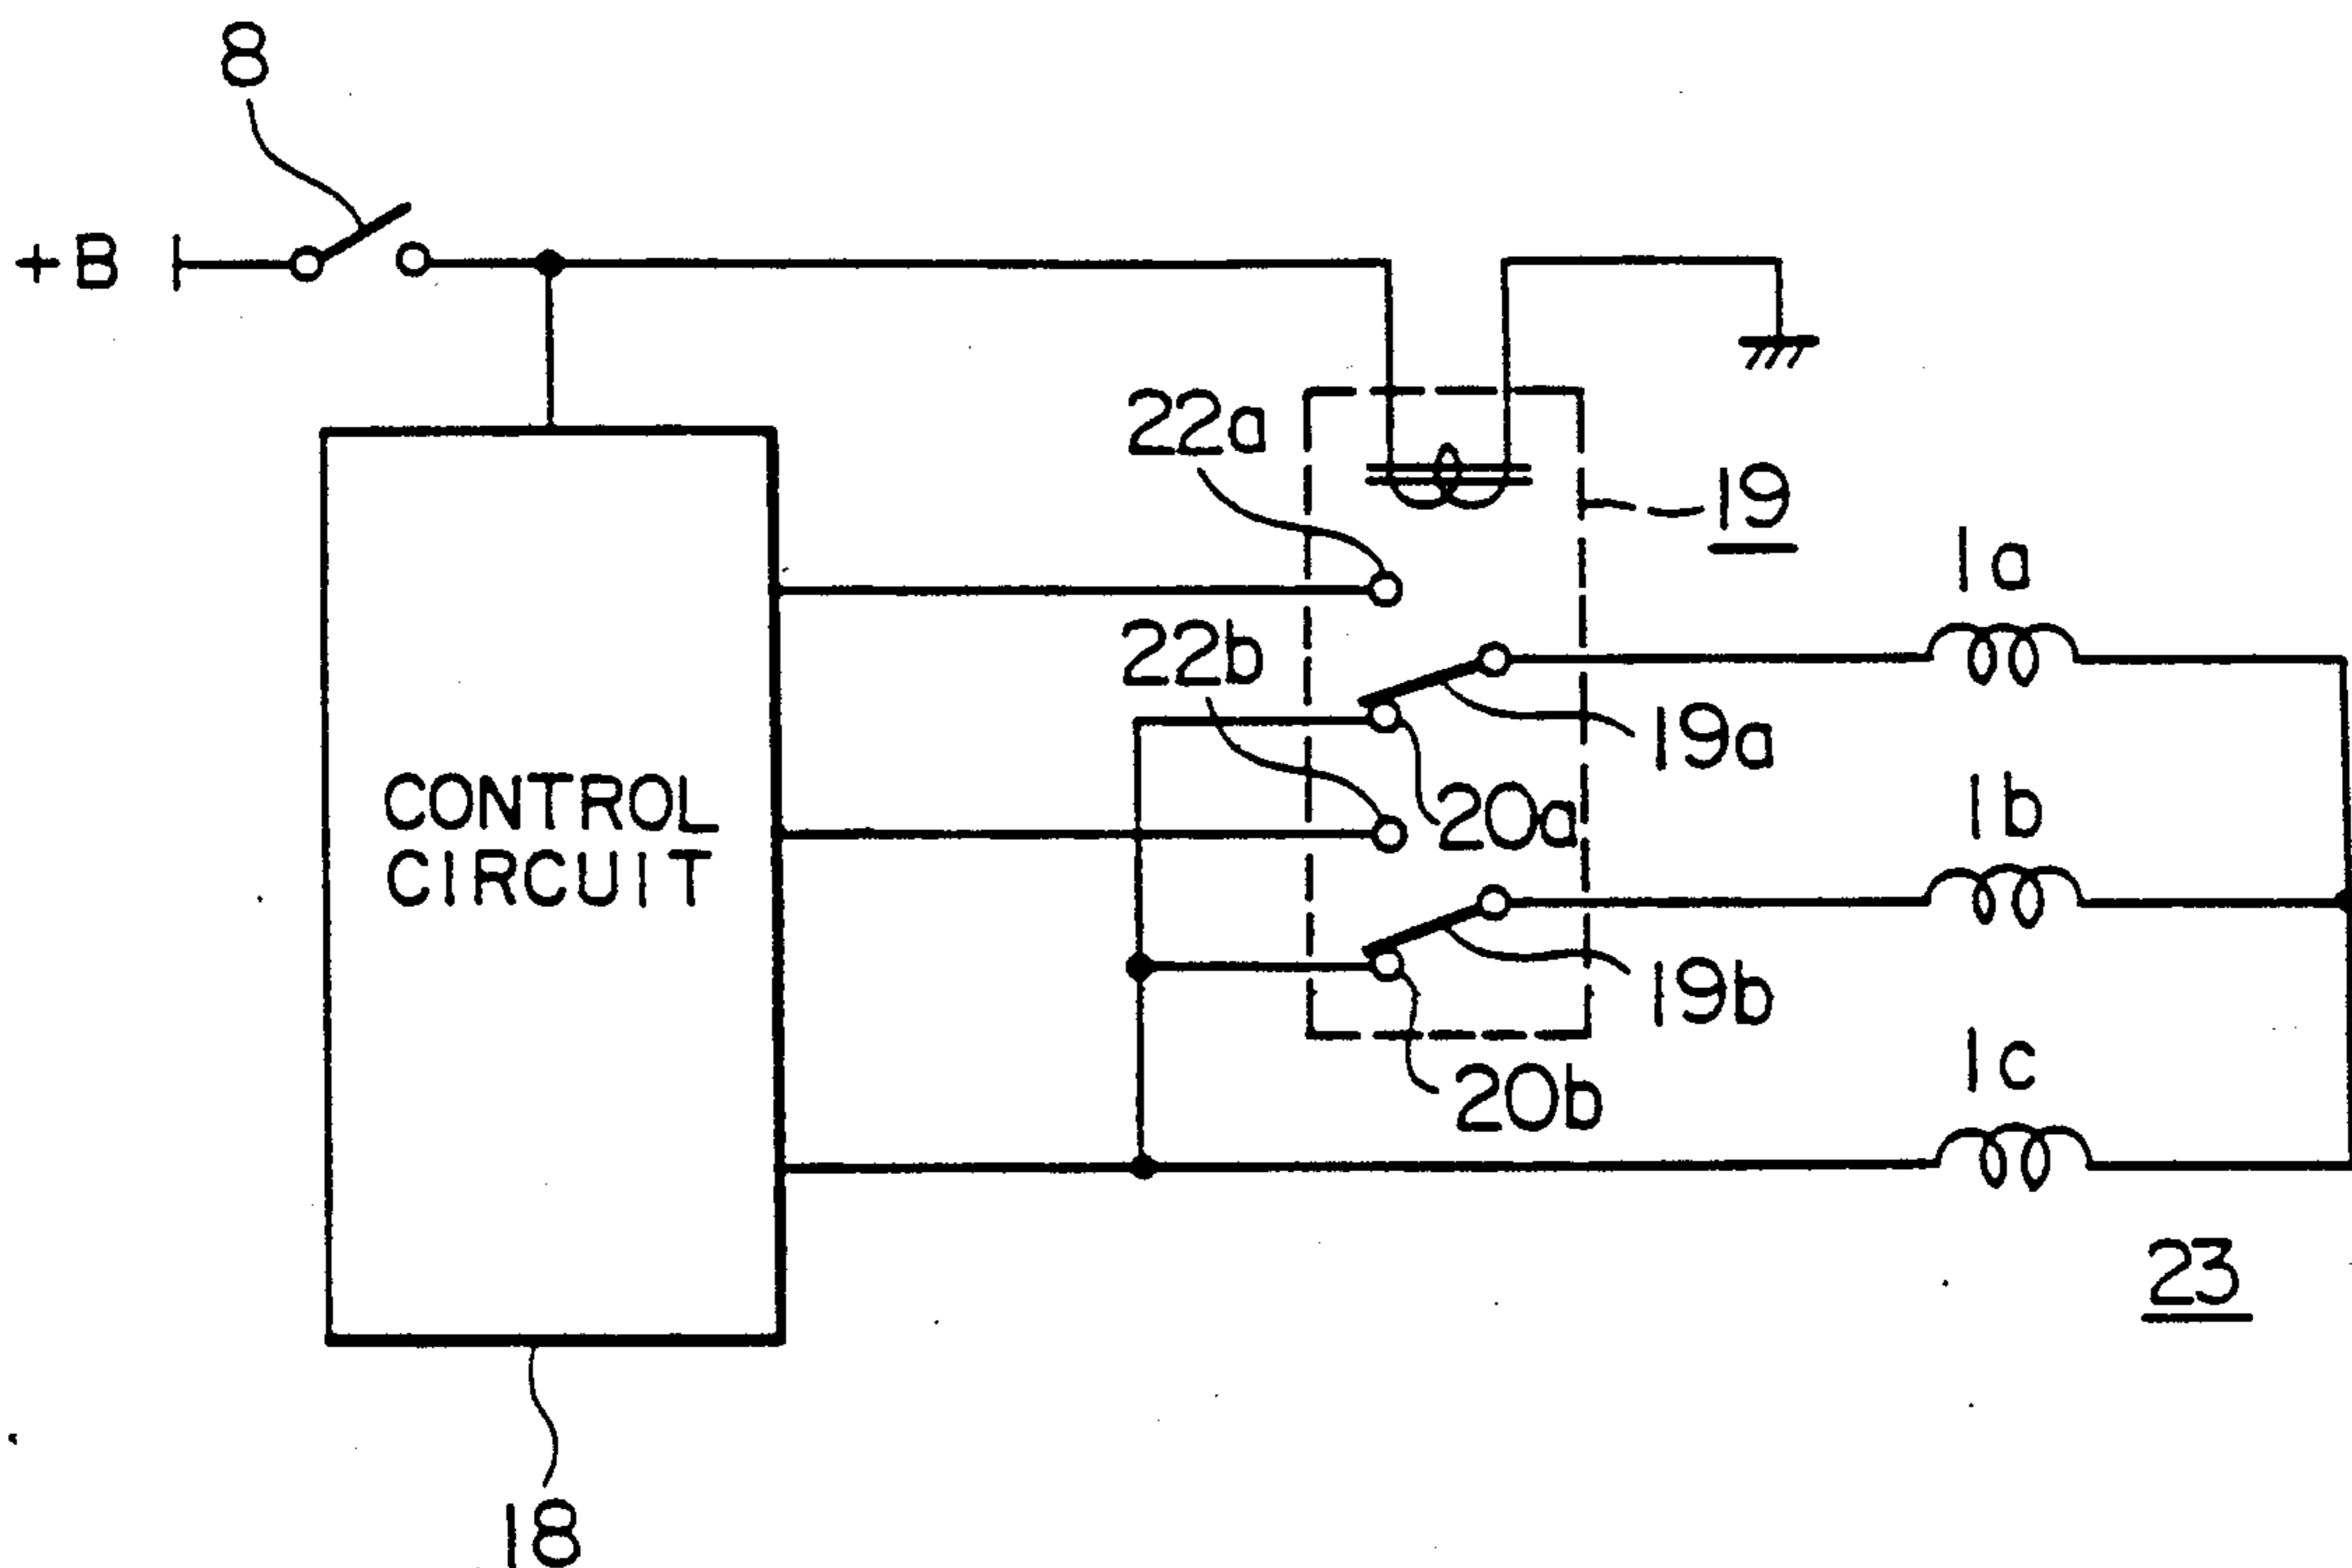 8
+B
22a
19
1a
22b
19a
1b
20a
CONTROL
CIRCUIT
19b
1c
20b
23
18